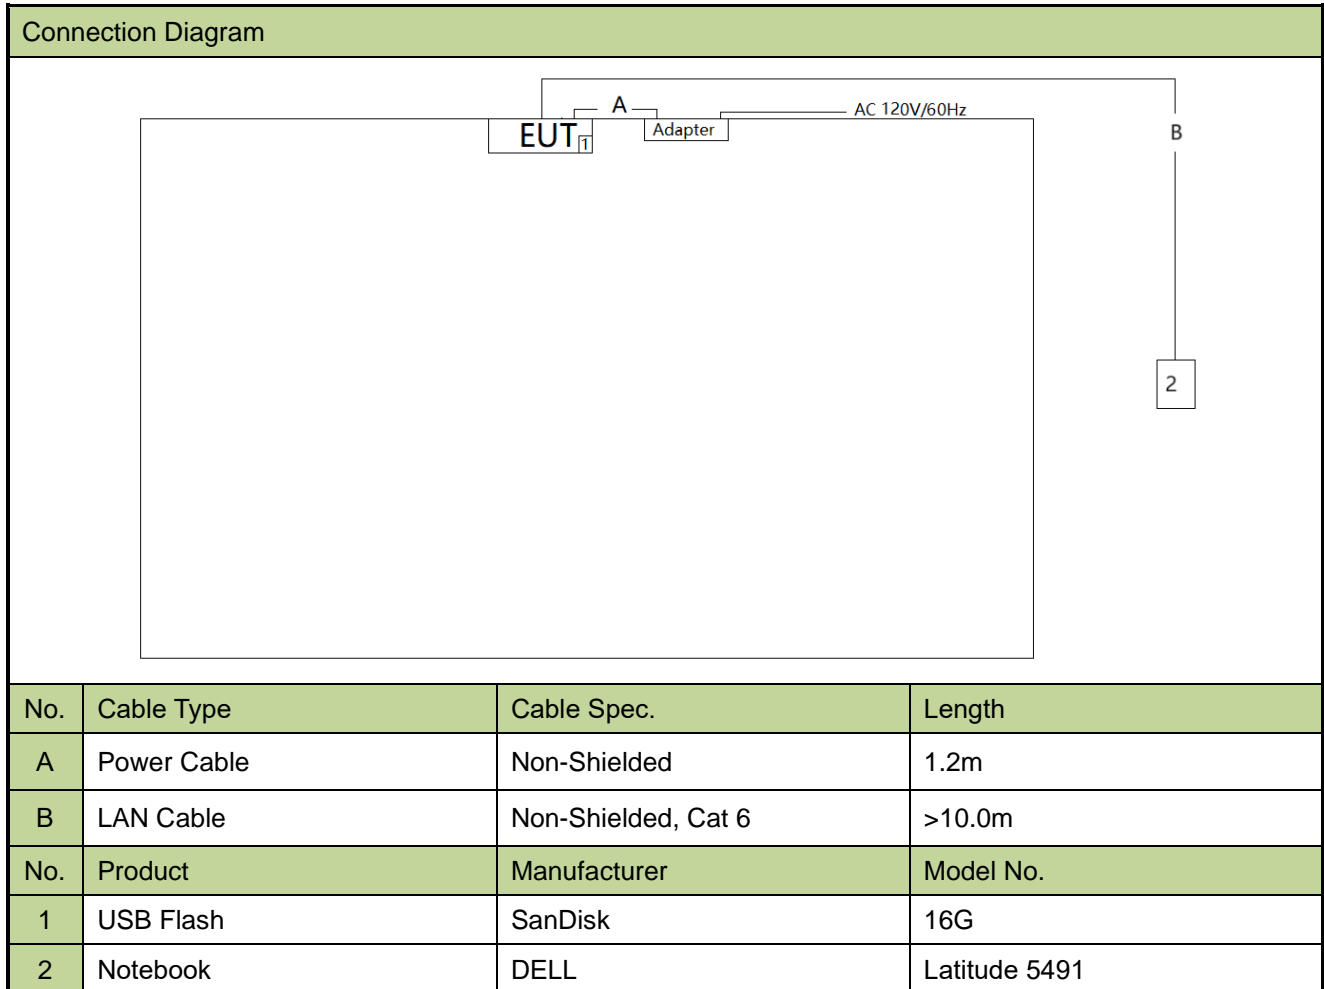 Connection Diagram
A
AC 120V/60Hz
EUT 1
Adapter
B
2
No. Cable Type Cable Spec. Length
A Power Cable Non-Shielded 1.2m
B LAN Cable Non-Shielded, Cat 6 >10.0m
No. Product Manufacturer Model No.
1 USB Flash SanDisk 16G
2 Notebook DELL Latitude 5491